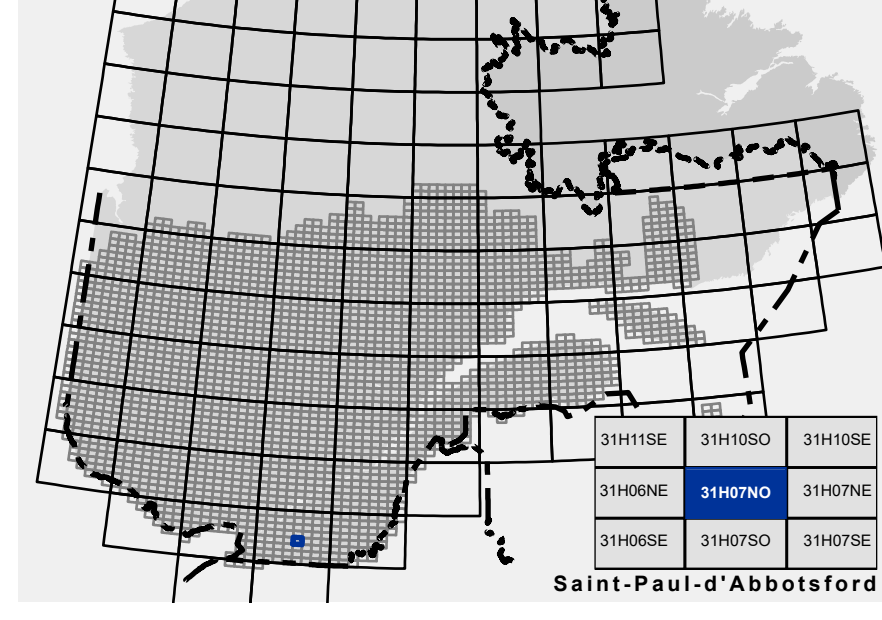 31H11SE 31H10SO 31H10SE
31H06NE 31H07NO 31H07NE
31H06SE 31H07SO 31H07SE
Saint-Paul-d'Abbotsford